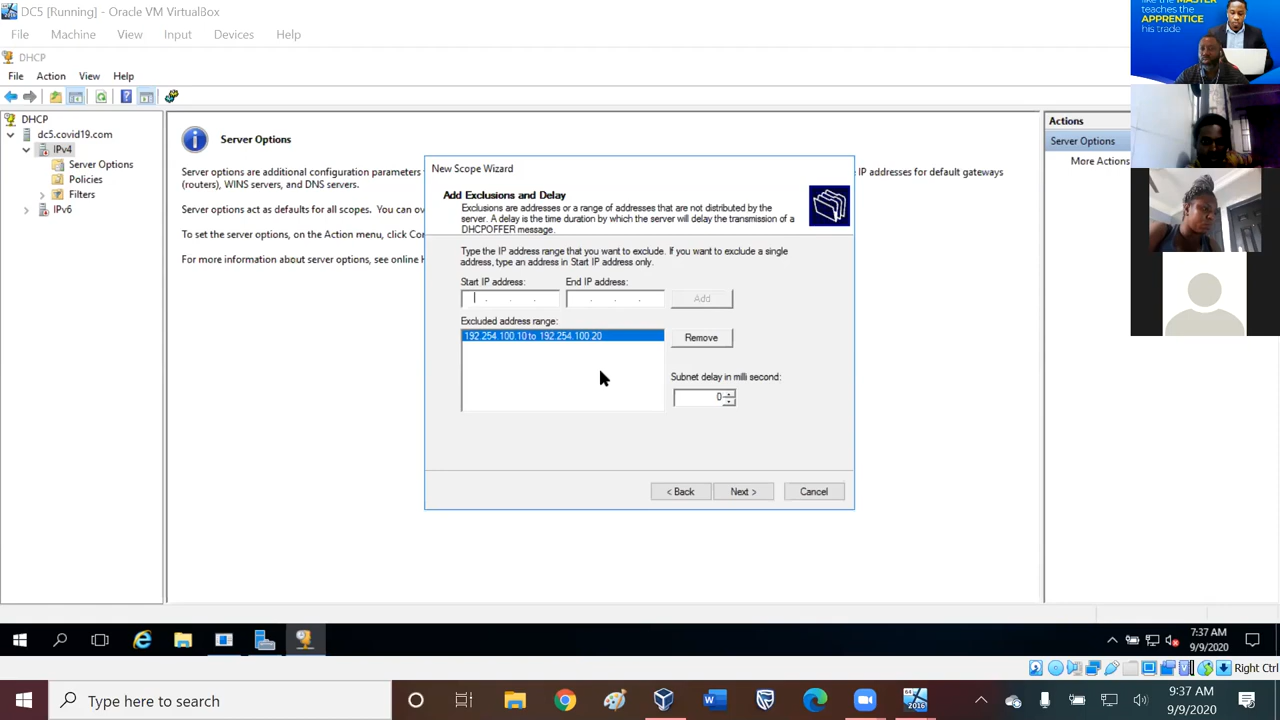 DC5 [Running] - Oracle VM VirtualBox
File Machine View Input Devices Help
DHCP
File Action View Help
DHCP
dc5.covid19.com
IPv4
Server Options
Policies
Filters
IPv6
Server Options
Server options are additional configuration parameters
IP addresses for default gateways
(routers), WINS servers, and DNS servers.
Server options act as defaults for all scopes. You can ov
To set the server options, on the Action menu, click Cor
For more information about server options, see online h
New Scope Wizard
Add Exclusions and Delay
Exclusions are addresses or a range of addresses that are not distributed by the
server. A delay is the time duration by which the server will delay the transmission of a
DHCPOFFER message.
Type the IP address range that you want to exclude. If you want to exclude a single
address, type an address in Start IP address only.
Start IP address: End IP address:
Add
Excluded address range:
192.254.100.10 to 192.254.100.20
Remove
Subnet delay in milli second:
0
< Back Next > Cancel
Actions
Server Options
More Actions
like the MASTER
teaches the
APPRENTICE
his trade
7:37 AM
9/9/2020
Right Ctrl
Type here to search
2016
9:37 AM
9/9/2020